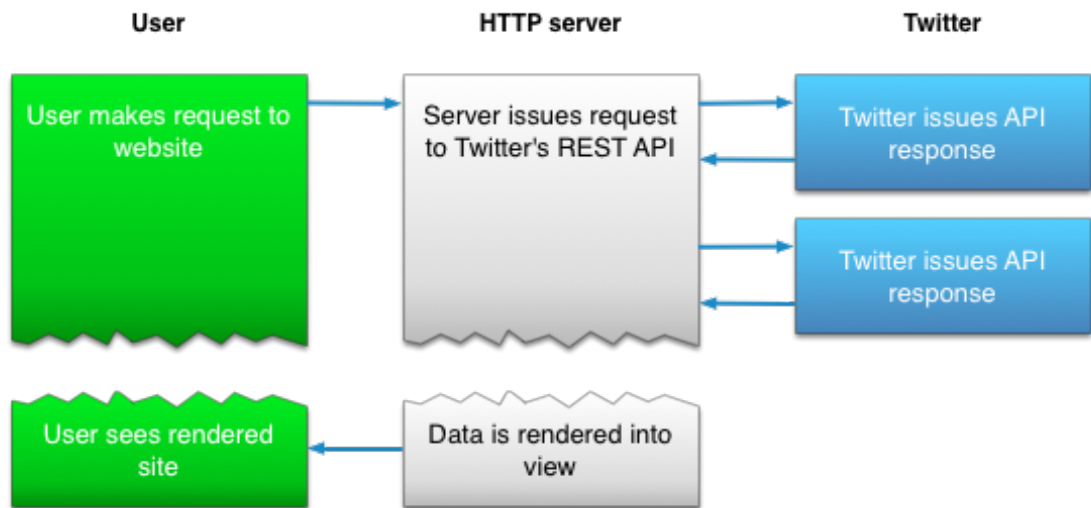 User
HTTP server
Twitter
User makes request to
website
Server issues request
to Twitter's REST API
Twitter issues API
response
Twitter issues API
response
User sees rendered
site
Data is rendered into
view